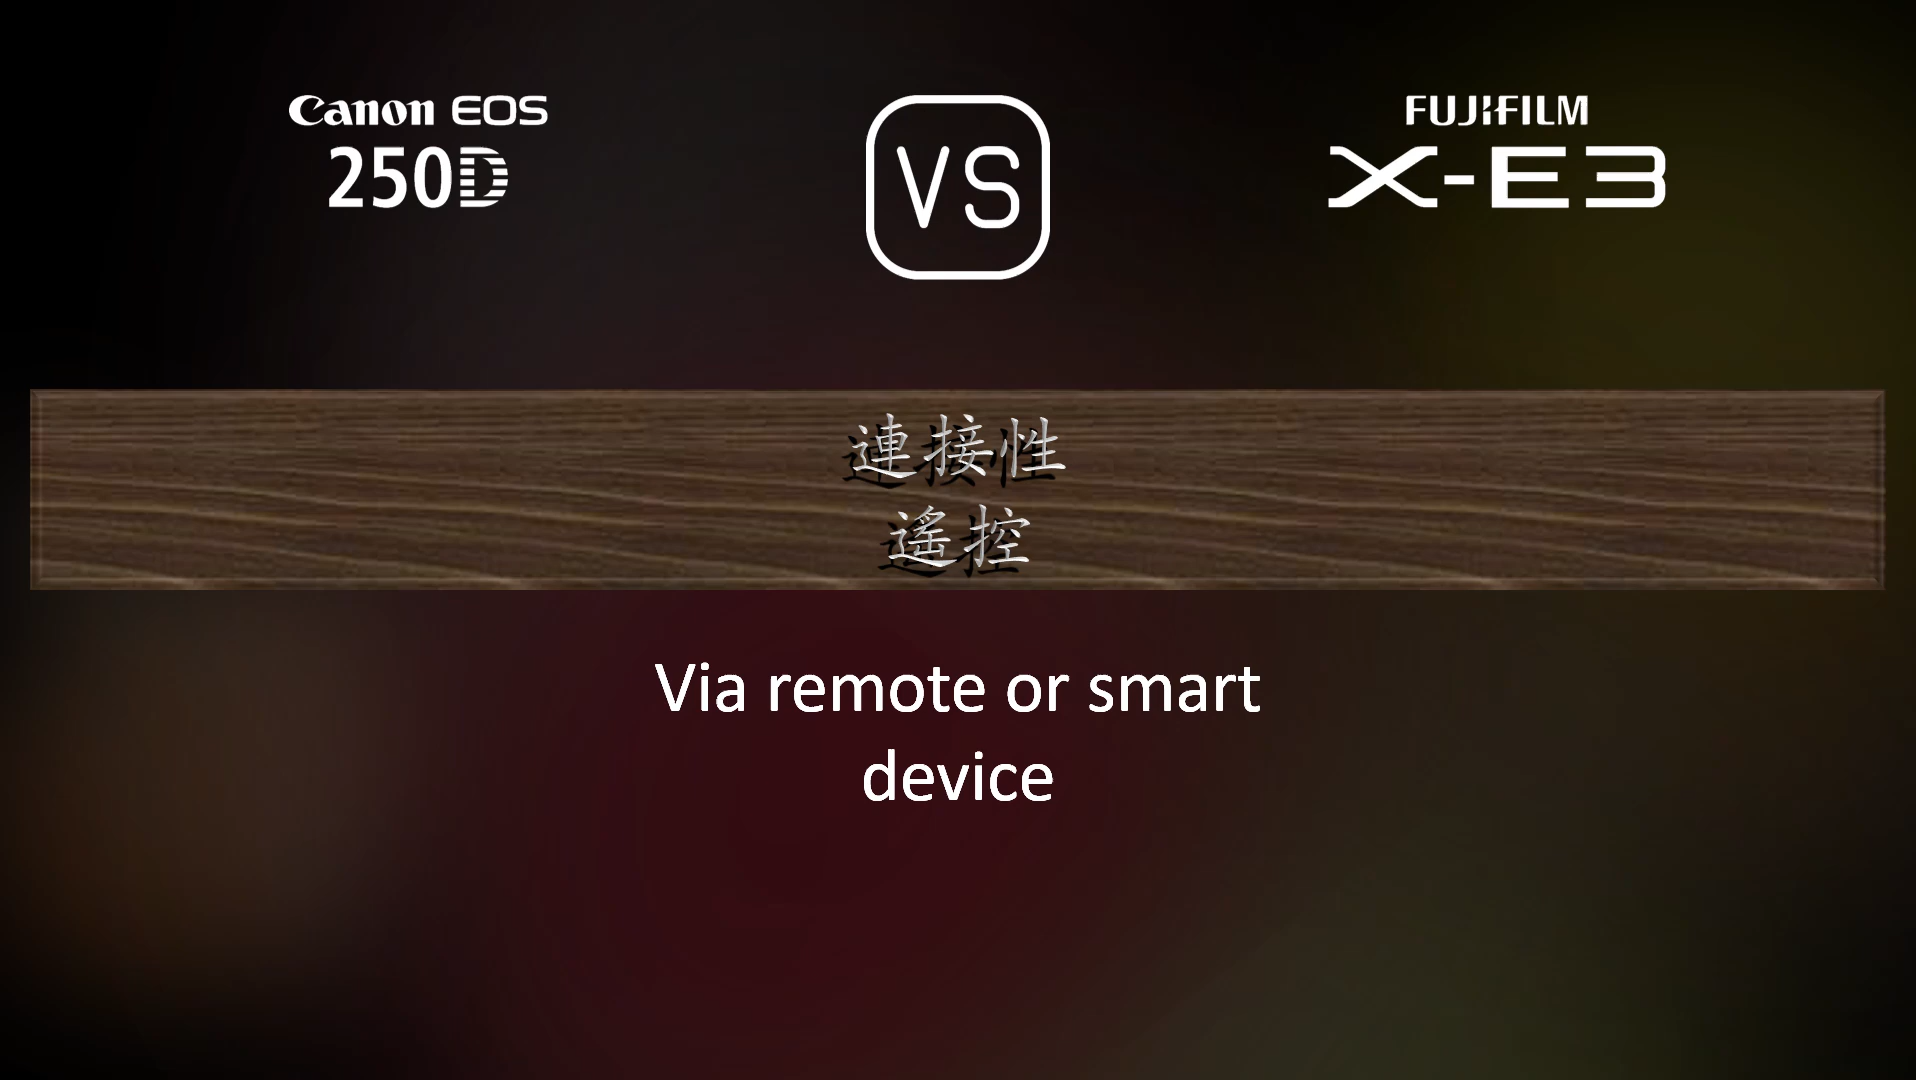 Canon EOS
250D
VS
FUJIFILM
X-E3
連接性
遙控
Via remote or smart
device